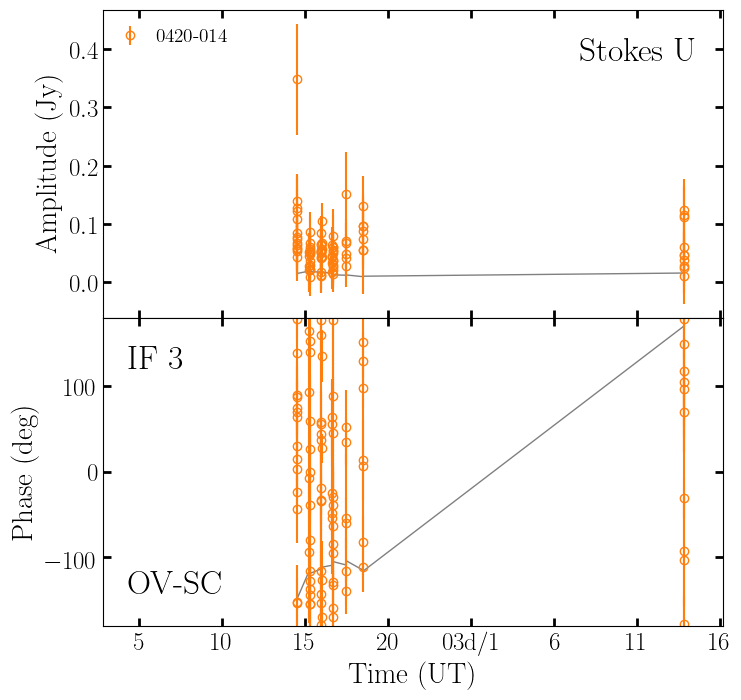 0420-014
Stokes U
Amplitude (Jy)
0.4
0.3
0.2
0.1
0.0
IF 3
Phase (deg)
100
0
−100
OV-SC
5 10 15 20 03d/1 6 11 16
Time (UT)